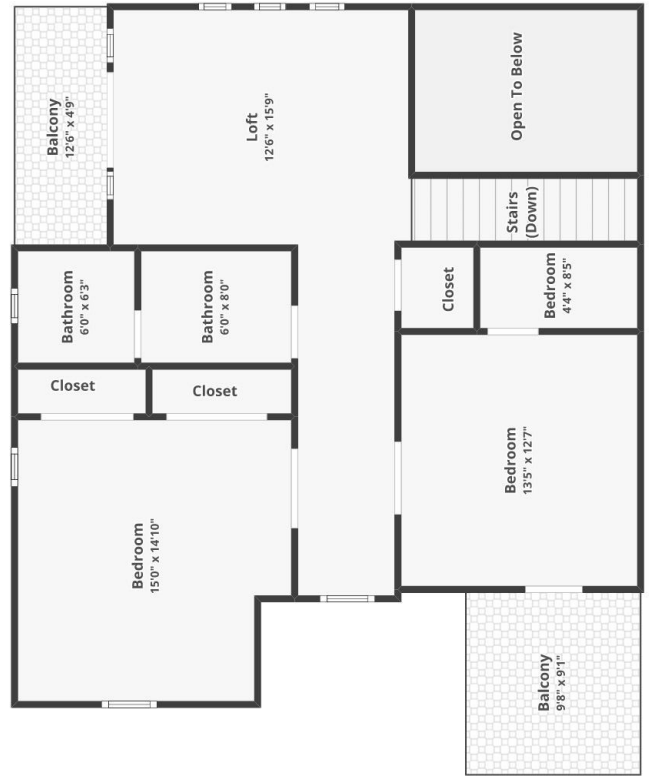 Balcony
12'6" x 4'9"
Loft
12'6" x 15'9"
Open To Below
Stairs
(Down)
Bathroom
6'0" x 6'3"
Bathroom
6'0" x 8'0"
Closet
Bedroom
4'4" x 8'5"
Closet
Closet
Bedroom
13'5" x 12'7"
Bedroom
15'0" x 14'10"
Balcony
9'8" x 9'1"